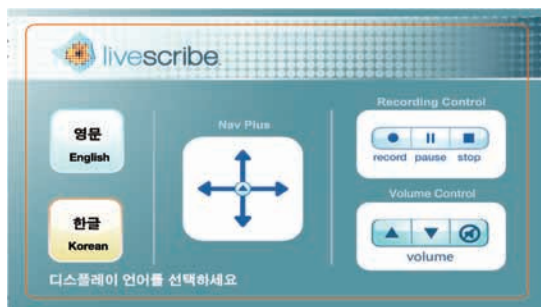 livescribe
영문
English
한글
Korean
Nav Plus
Recording Control
record pause stop
Volume Control
volume
디스플레이 언어를 선택하세요